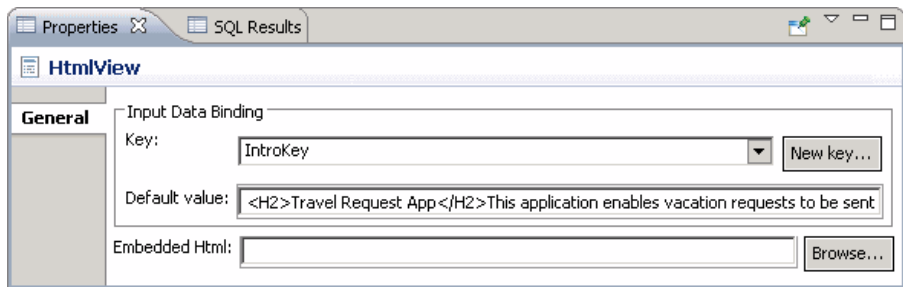 Properties SQL Results
HtmlView
General
Input Data Binding
Key: IntroKey New key...
Default value: <H2>Travel Request App</H2>This application enables vacation requests to be sent
Embedded Html: Browse...